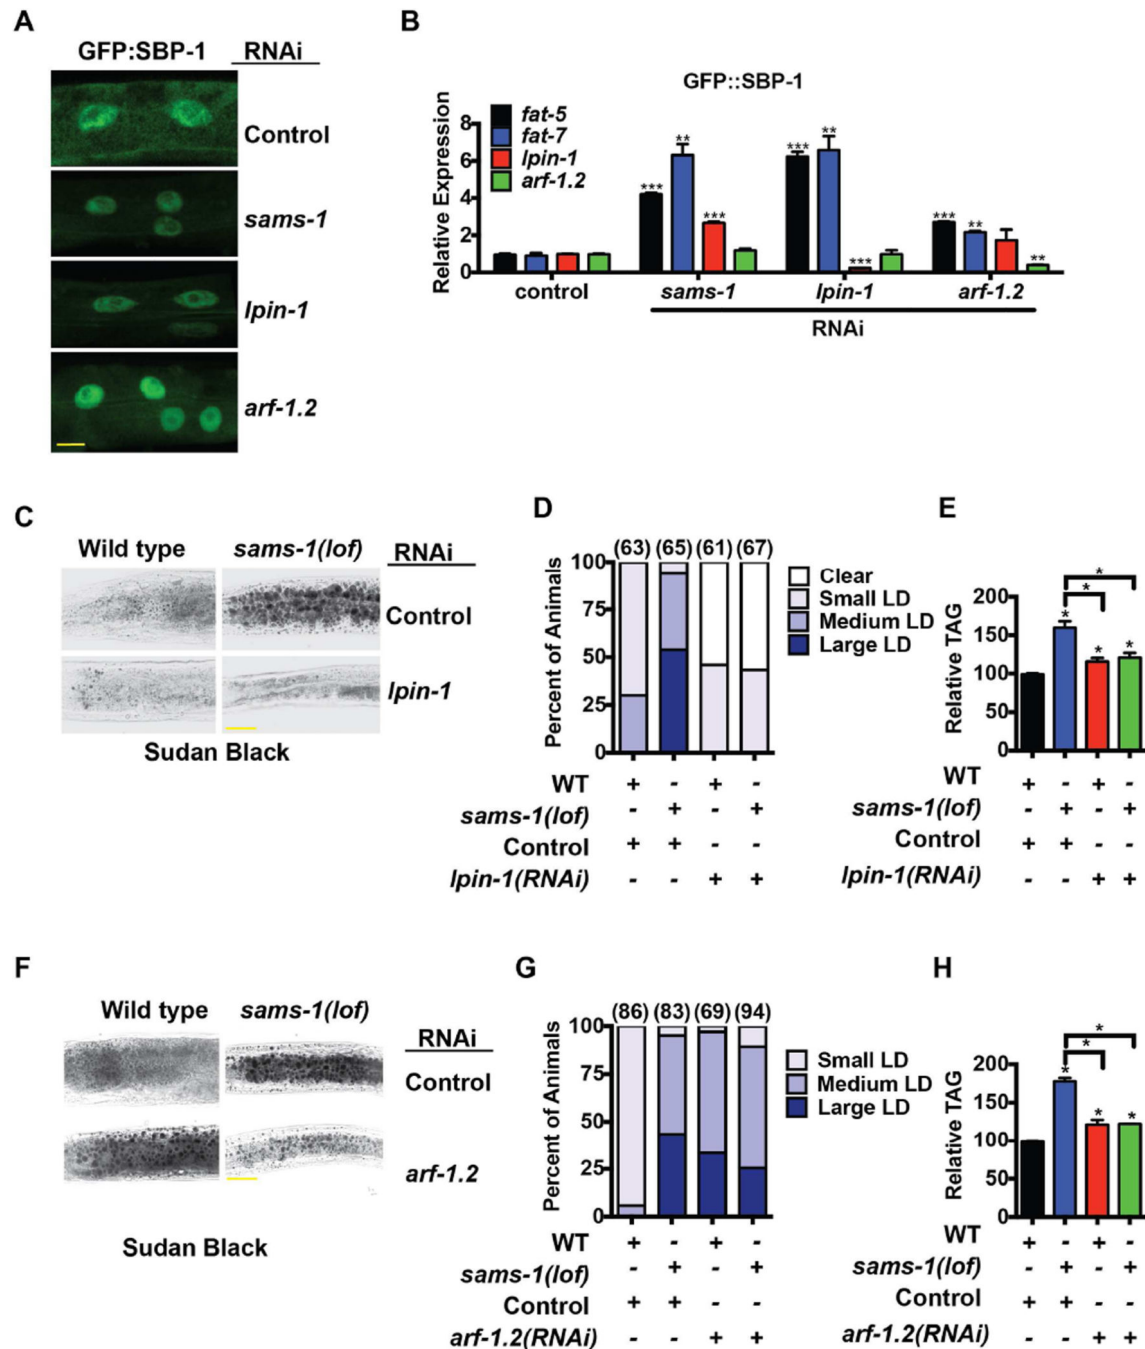 A
GFP:SBP-1 RNAi
Control
sams-1
lpin-1
arf-1.2
B
GFP::SBP-1
fat-5
fat-7
lpin-1
arf-1.2
Relative Expression
8
6
4
2
0
*** ** *** *** ** *** *** ** **
control sams-1 lpin-1 arf-1.2
RNAi
C
Wild type sams-1(lof) RNAi
Control
lpin-1
Sudan Black
D
(63) (65) (61) (67)
Percent of Animals
100
75
50
25
0
Clear
Small LD
Medium LD
Large LD
WT + - + -
sams-1(lof) - + - +
Control + + - -
lpin-1(RNAi) - - + +
E
Relative TAG
200
150
100
50
0
*
*
* * *
WT + - + -
sams-1(lof) - + - +
Control + + - -
lpin-1(RNAi) - - + +
F
Wild type sams-1(lof)
RNAi
Control
arf-1.2
Sudan Black
G
(86) (83) (69) (94)
Percent of Animals
100
75
50
25
0
Small LD
Medium LD
Large LD
WT + - + -
sams-1(lof) - + - +
Control + + - -
arf-1.2(RNAi) - - + +
H
Relative TAG
200
150
100
50
0
*
*
* * *
WT + - + -
sams-1(lof) - + - +
Control + + - -
arf-1.2(RNAi) - - + +